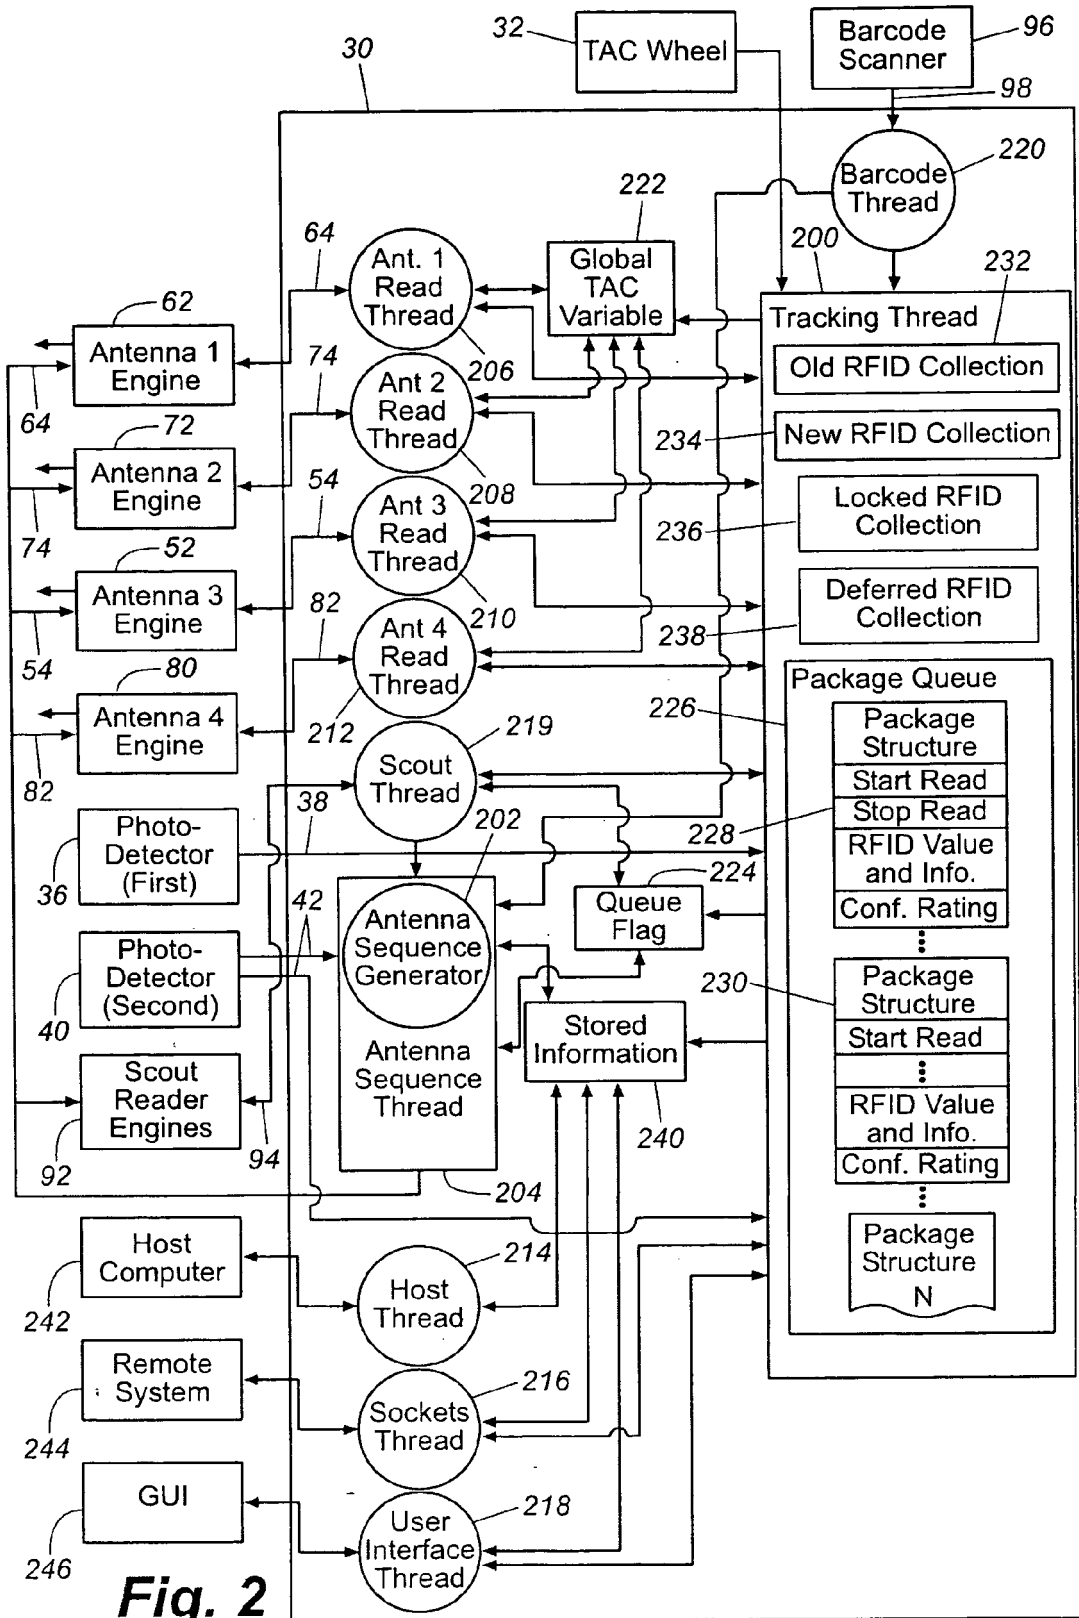 32
TAC Wheel
Barcode
Scanner
96
30
98
Barcode
Thread
220
222
200
64
Ant. 1
Read
Thread
206
Global
TAC
Variable
232
Tracking Thread
Old RFID Collection
62
Antenna 1
Engine
64
74
Ant 2
Read
Thread
208
234
New RFID Collection
72
Antenna 2
Engine
74
54
Ant 3
Read
Thread
210
236
Locked RFID
Collection
52
Antenna 3
Engine
54
82
Ant 4
Read
Thread
212
238
Deferred RFID
Collection
80
Antenna 4
Engine
82
219
Scout
Thread
226
Package Queue
Package
Structure
Start Read
Stop Read
228
RFID Value
and Info.
Conf. Rating
Photo-
Detector
(First)
36
38
202
224
Queue
Flag
42
Antenna
Sequence
Generator
Photo-
Detector
(Second)
40
230
Package
Structure
Start Read
RFID Value
and Info.
Conf. Rating
Stored
Information
240
Antenna
Sequence
Thread
204
Scout
Reader
Engines
92
94
Package
Structure
N
Host
Computer
242
214
Host
Thread
Remote
System
244
216
Sockets
Thread
GUI
246
218
User
Interface
Thread
Fig. 2